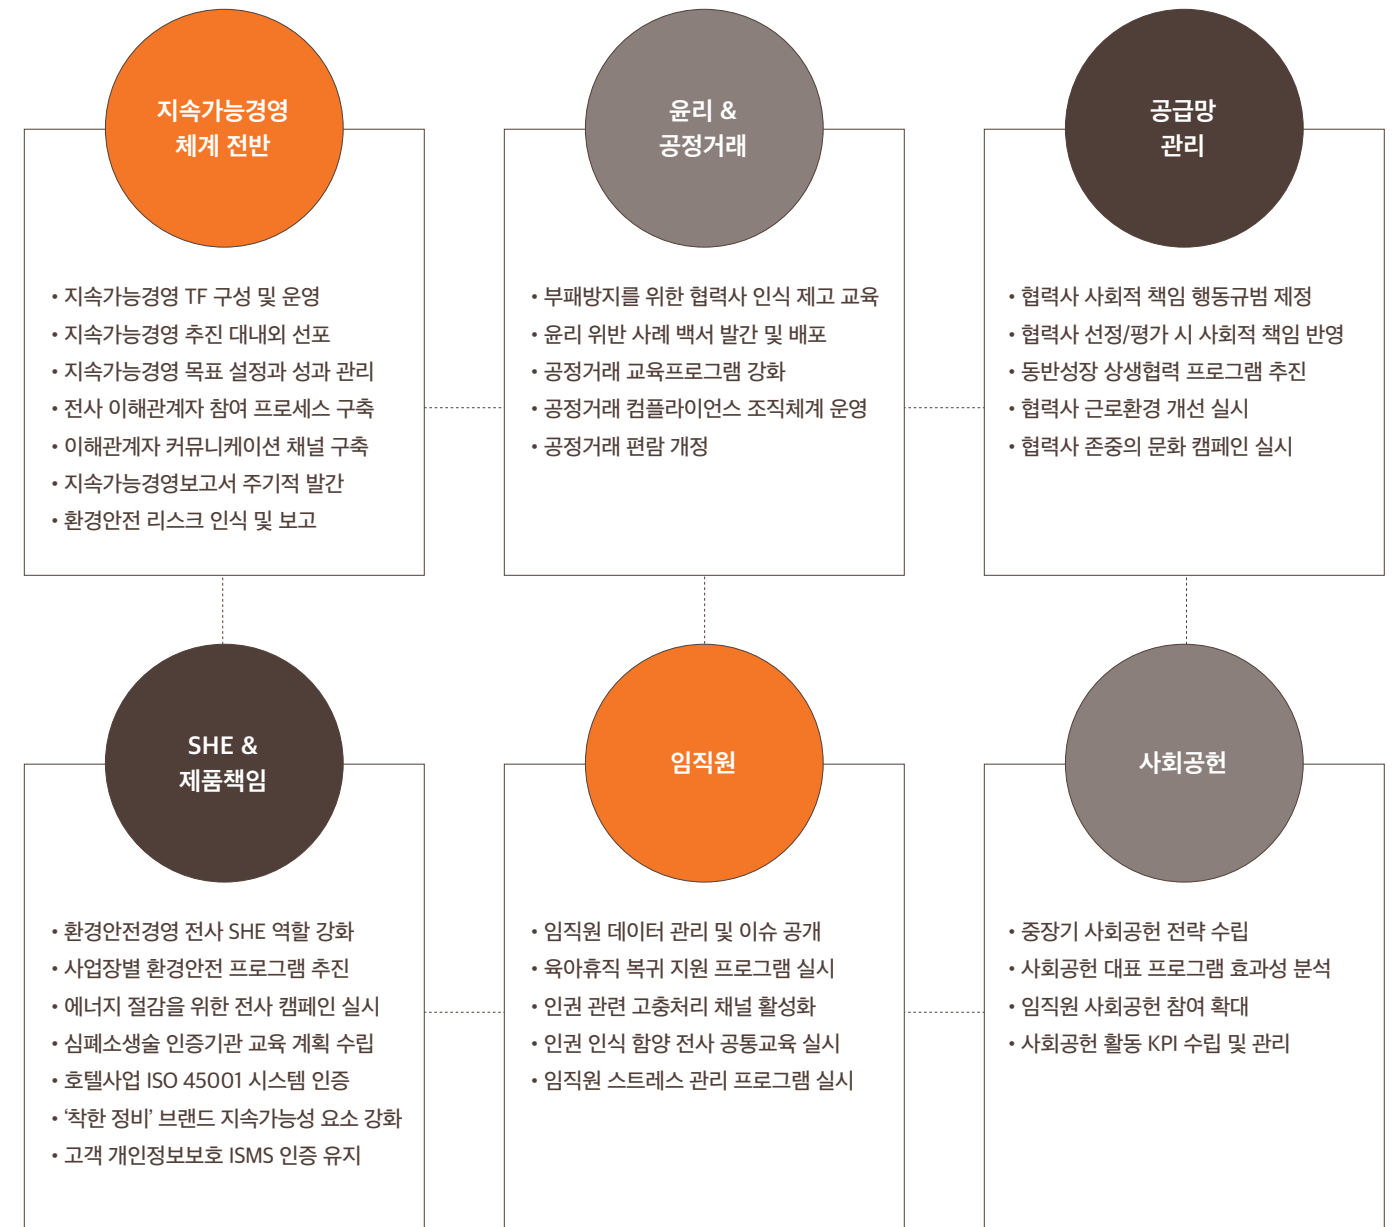 지속가능경영
체계 전반
• 지속가능경영 TF 구성 및 운영
• 지속가능경영 추진 대내외 선포
• 지속가능경영 목표 설정과 성과 관리
• 전사 이해관계자 참여 프로세스 구축
• 이해관계자 커뮤니케이션 채널 구축
• 지속가능경영보고서 주기적 발간
• 환경안전 리스크 인식 및 보고
윤리 &
공정거래
• 부패방지를 위한 협력사 인식 제고 교육
• 윤리 위반 사례 백서 발간 및 배포
• 공정거래 교육프로그램 강화
• 공정거래 컴플라이언스 조직체계 운영
• 공정거래 편람 개정
공급망
관리
• 협력사 사회적 책임 행동규범 제정
• 협력사 선정/평가 시 사회적 책임 반영
• 동반성장 상생협력 프로그램 추진
• 협력사 근로환경 개선 실시
• 협력사 존중의 문화 캠페인 실시
SHE &
제품책임
• 환경안전경영 전사 SHE 역할 강화
• 사업장별 환경안전 프로그램 추진
• 에너지 절감을 위한 전사 캠페인 실시
• 심폐소생술 인증기관 교육 계획 수립
• 호텔사업 ISO 45001 시스템 인증
• ‘착한 정비’ 브랜드 지속가능성 요소 강화
• 고객 개인정보보호 ISMS 인증 유지
임직원
• 임직원 데이터 관리 및 이슈 공개
• 육아휴직 복귀 지원 프로그램 실시
• 인권 관련 고충처리 채널 활성화
• 인권 인식 함양 전사 공통교육 실시
• 임직원 스트레스 관리 프로그램 실시
사회공헌
• 중장기 사회공헌 전략 수립
• 사회공헌 대표 프로그램 효과성 분석
• 임직원 사회공헌 참여 확대
• 사회공헌 활동 KPI 수립 및 관리